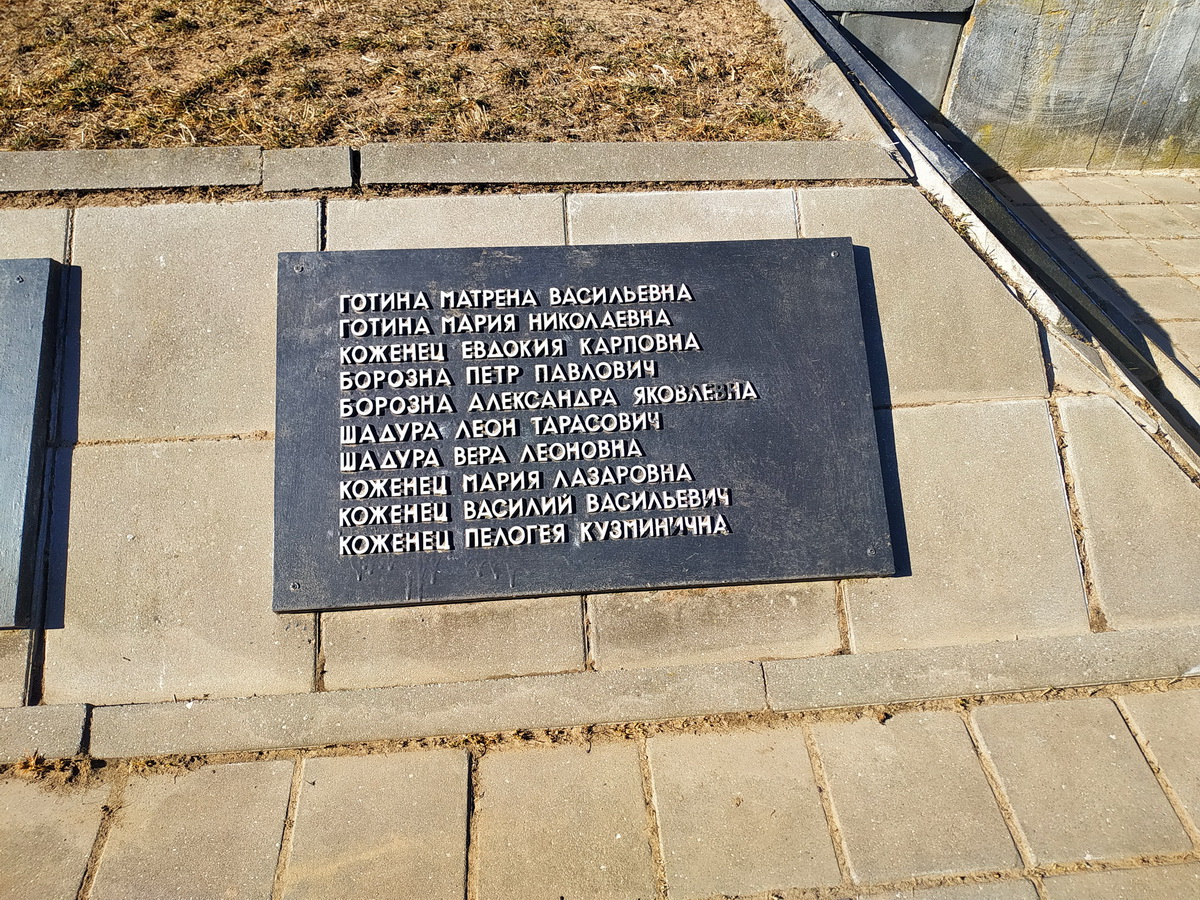 ГОТИНА МАТРЕНА ВАСИЛЬЕВНА
ГОТИНА МАРИЯ НИКОЛАЕВНА
КОЖЕНЕЦ ЕВДОКИЯ КАРПОВНА
БОРОЗНА ПЕТР ПАВЛОВИЧ
БОРОЗНА АЛЕКСАНДРА ЯКОВЛЕВНА
ШАДУРА ЛЕОН ТАРАСОВИЧ
ШАДУРА ВЕРА ЛЕОНОВНА
КОЖЕНЕЦ МАРИЯ ЛАЗАРОВНА
КОЖЕНЕЦ ВАСИЛИЙ ВАСИЛЬЕВИЧ
КОЖЕНЕЦ ПЕЛОГЕЯ КУЗМИНИЧНА